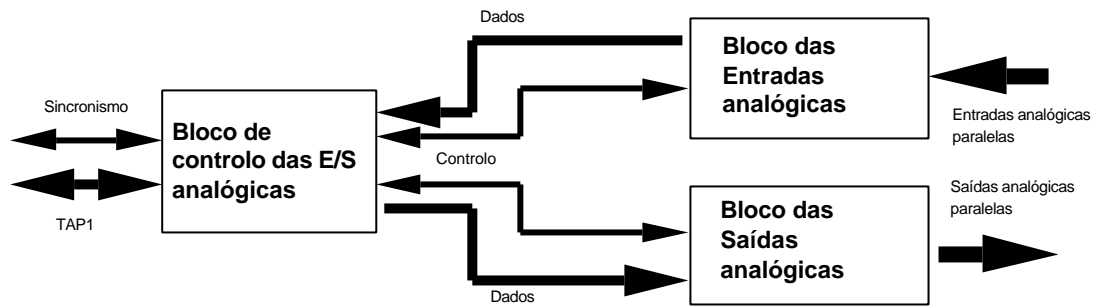 Dados
Bloco das
Entradas
analógicas
Sincronismo
Bloco de
controlo das E/S
analógicas
Entradas analógicas
paralelas
Controlo
TAP1
Bloco das
Saídas
analógicas
Saídas analógicas
paralelas
Dados